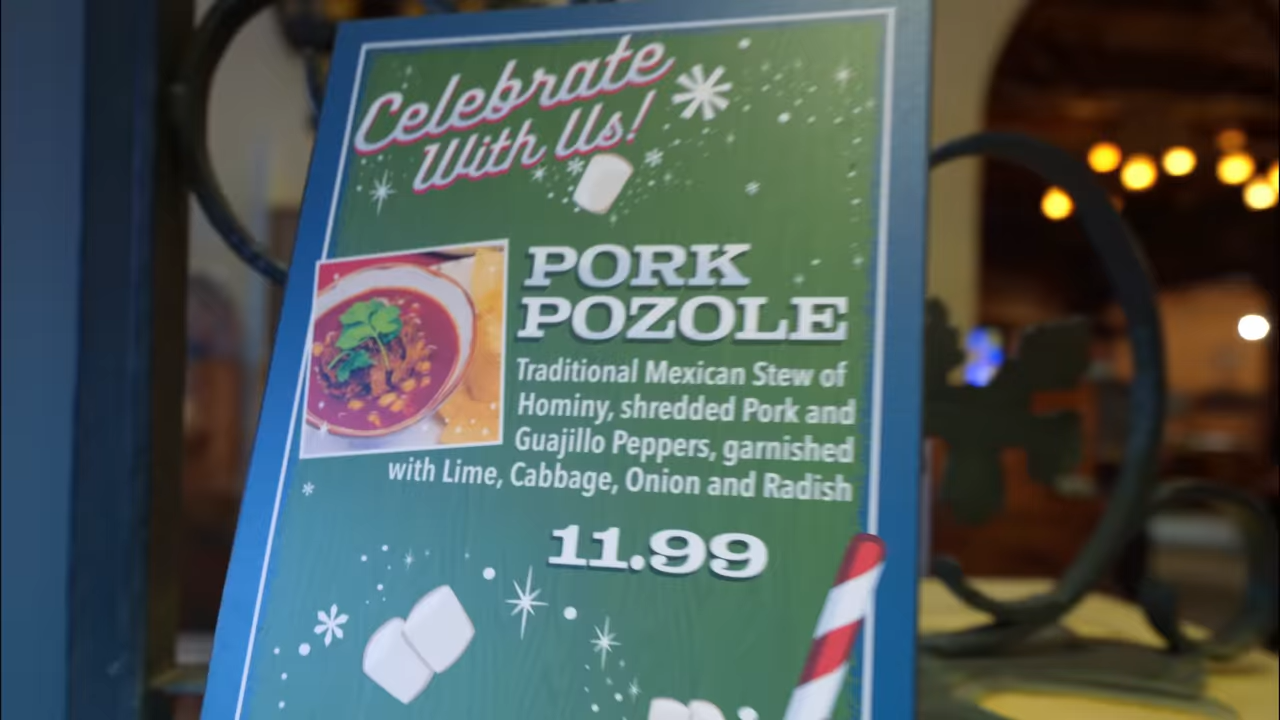 Celebrate
With Us!
PORK
POZOLE
Traditional Mexican Stew of
Hominy, shredded Pork and
Guajillo Peppers, garnished
with Lime, Cabbage, Onion and Radish
11.99